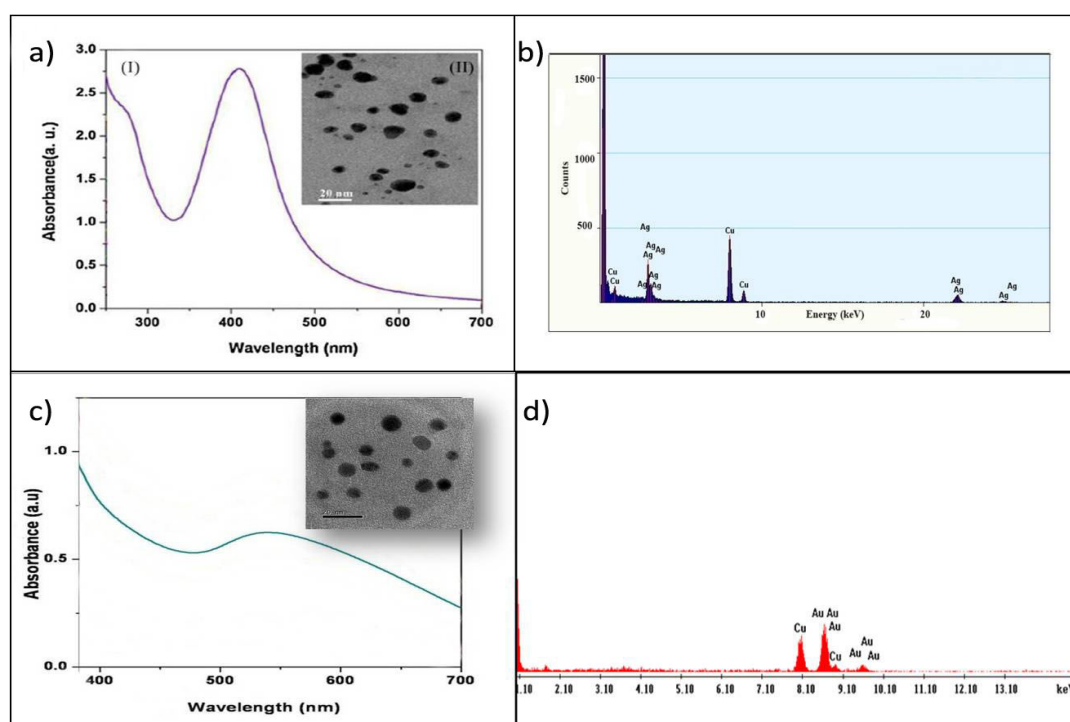 a)
(I)
(II)
3.0
2.5
2.0
1.5
1.0
0.5
0.0
Absorbance(a. u.)
20 nm
300 400 500 600 700
Wavelength (nm)
b)
1500
1000
500
Counts
Cu
Cu
Ag
Ag
Ag
Ag
Ag
Ag
Ag
Cu
Cu
Ag
Ag
Ag
Ag
10 20
Energy (keV)
c)
1.0
0.5
0.0
Absorbance (a.u)
400 500 600 700
Wavelength (nm)
d)
Cu
Au Au
Au
Cu
Au
Au
Au
1.10 2.10 3.10 4.10 5.10 6.10 7.10 8.10 9.10 10.10 11.10 12.10 13.10 ke